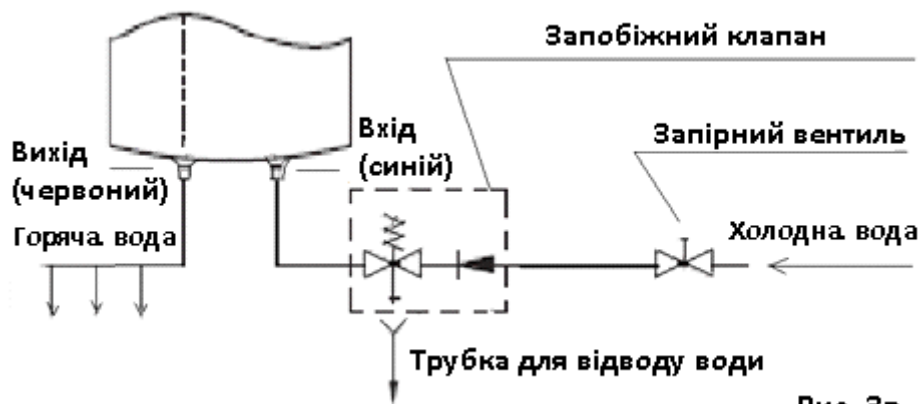 Запобіжний клапан
Запірний вентиль
Вихід
(червоний)
Вхід
(синій)
Горяча вода
Холодна вода
Трубка для відводу води